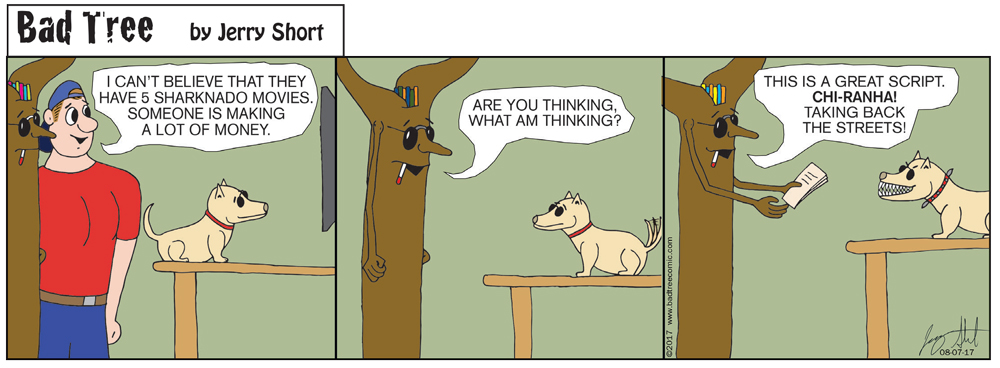 Bad Tree by Jerry Short
I CAN'T BELIEVE THAT THEY
HAVE 5 SHARKNADO MOVIES.
SOMEONE IS MAKING
A LOT OF MONEY.
ARE YOU THINKING,
WHAT AM THINKING?
THIS IS A GREAT SCRIPT.
CHI-RANHA!
TAKING BACK
THE STREETS!
©2017 www.badtreecomic.com
08-07-17